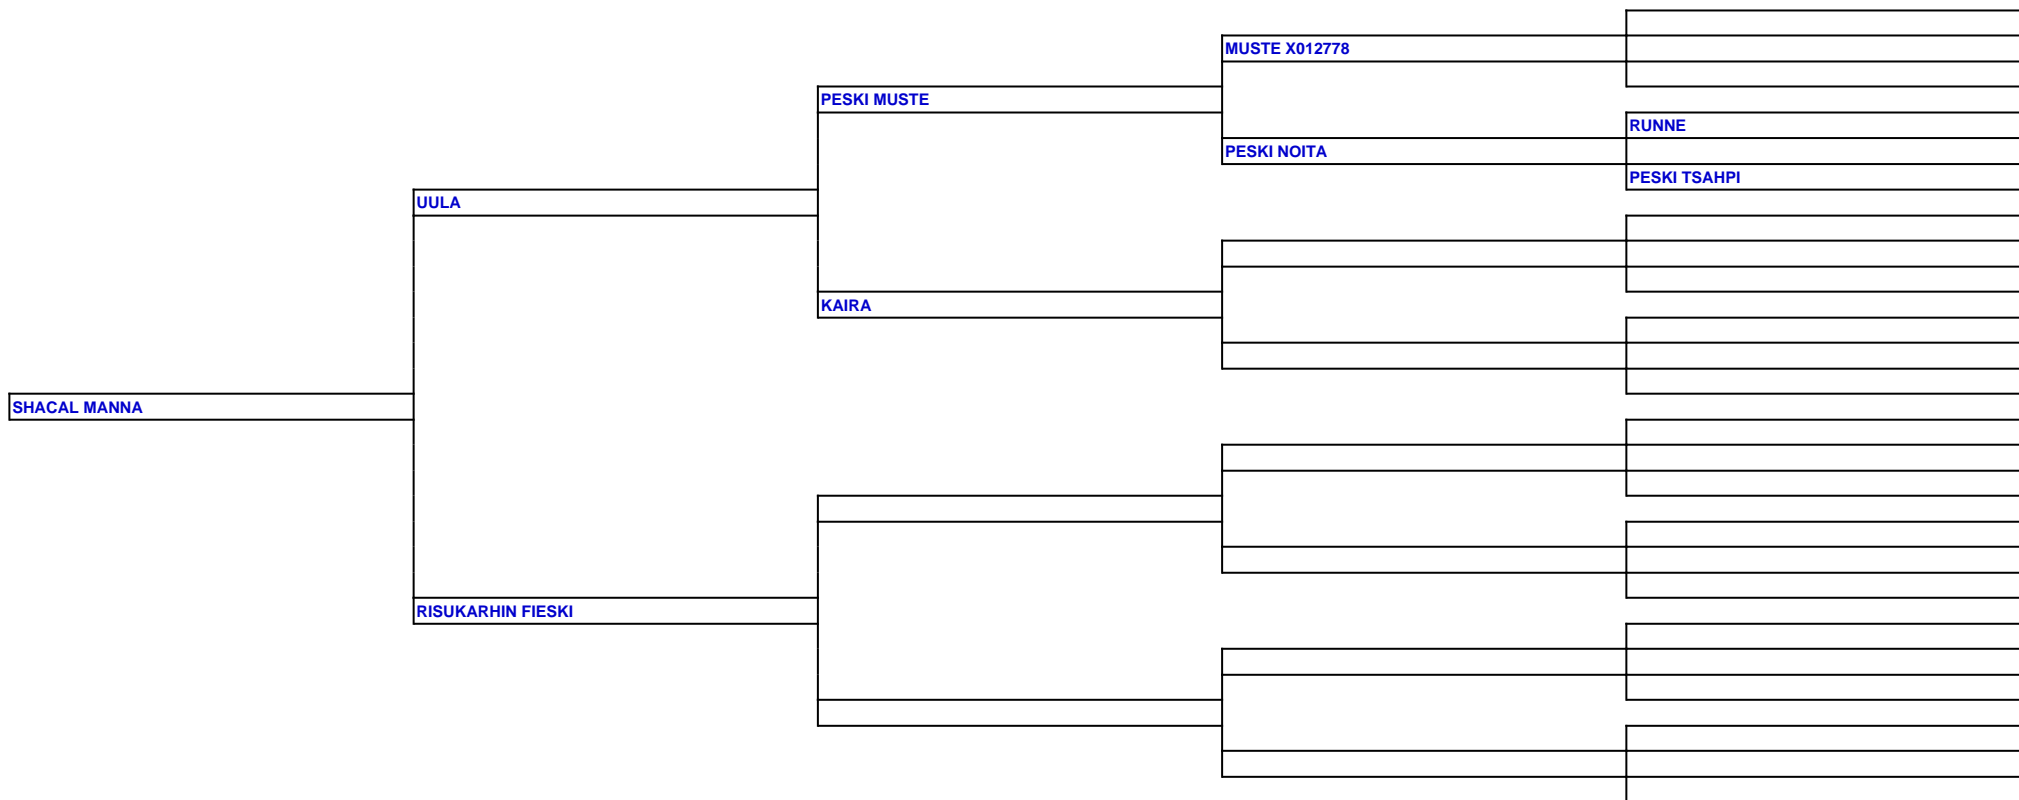 MUSTE X012778
PESKI MUSTE
RUNNE
PESKI NOITA
PESKI TSAHPI
UULA
KAIRA
SHACAL MANNA
RISUKARHIN FIESKI